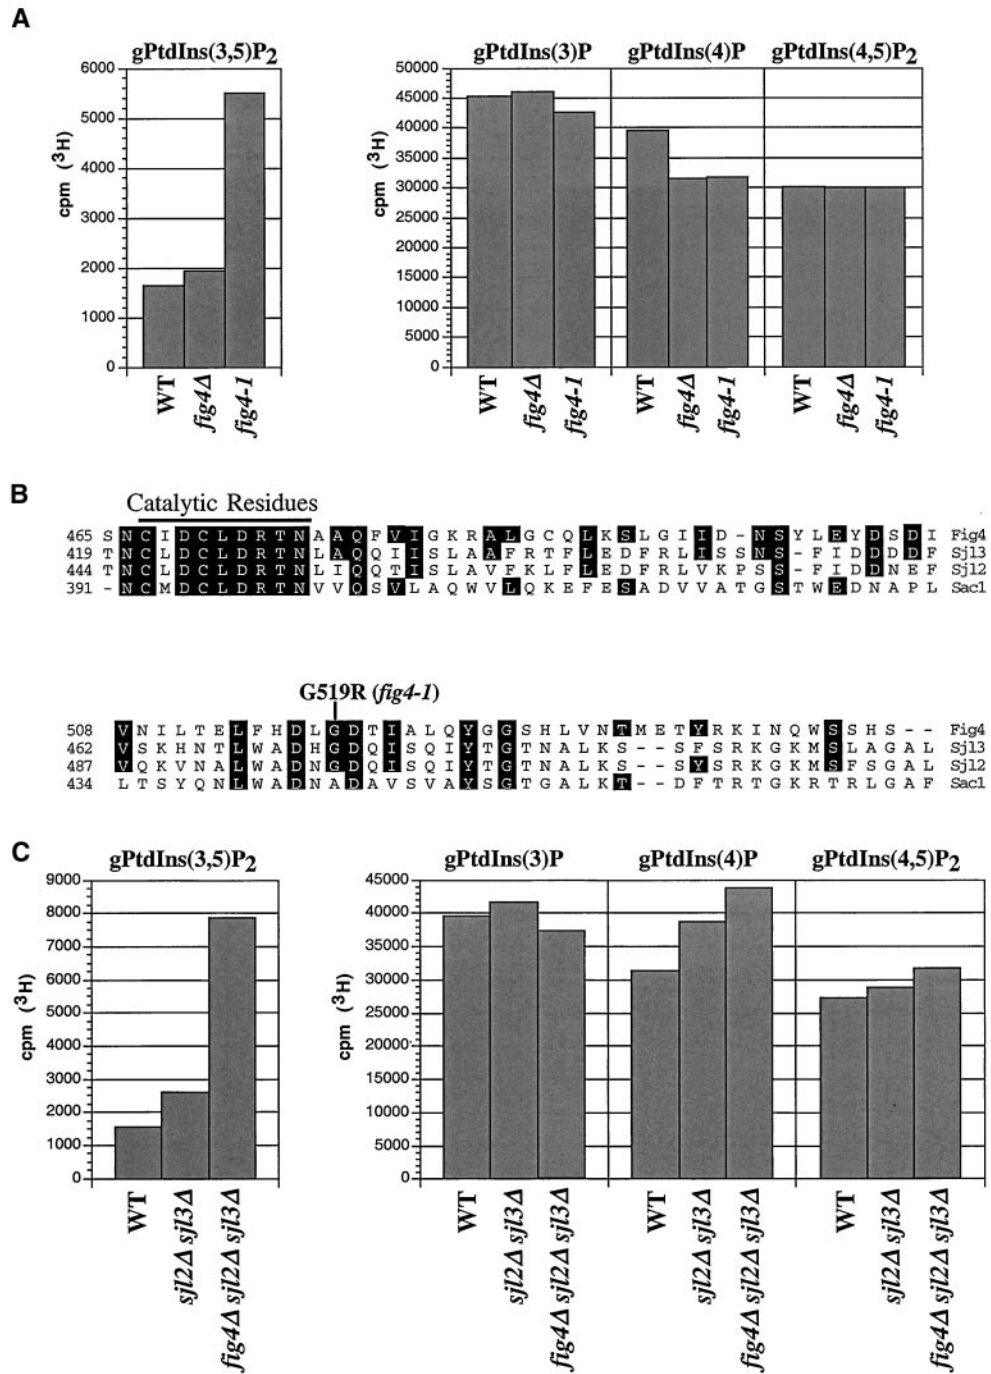 A
gPtdIns(3,5)P2
gPtdIns(3)P gPtdIns(4)P gPtdIns(4,5)P2
cpm (3H)
6000
5000
4000
3000
2000
1000
0
WT fig4Δ fig4-1
cpm (3H)
50000
45000
40000
35000
30000
25000
20000
15000
10000
5000
0
WT fig4Δ fig4-1 WT fig4Δ fig4-1 WT fig4Δ fig4-1
B
Catalytic Residues
465 S N C I D C L D R T N A A Q F V I G K R A L G C Q L K S L G I I D - N S Y L E Y D S D I Fig4
419 T N C L D C L D R T N L A Q Q I I S L A A F R T F L E D F R L I S S N S - F I D D D D F Sjl3
444 T N C L D C L D R T N L I Q Q T I S L A V F K L F L E D F R L V K P S S - F I D D N E F Sjl2
391 - N C M D C L D R T N V V Q S V L A Q W V L Q K E F E S A D V V A T G S T W E D N A P L Sac1
G519R (fig4-1)
508 V N I L T E L F H D L G D T I A L Q Y G G S H L V N T M E T Y R K I N Q W S S H S - - Fig4
462 V S K H N T L W A D H G D Q I S Q I Y T G T N A L K S - - S F S R K G K M S L A G A L Sjl3
487 V Q K V N A L W A D N G D Q I S Q I Y T G T N A L K S - - S Y S R K G K M S F S G A L Sjl2
434 L T S Y Q N L W A D N A D A V S V A Y S G T G A L K T - - D F T R T G K R T R L G A F Sac1
C
gPtdIns(3,5)P2
gPtdIns(3)P gPtdIns(4)P gPtdIns(4,5)P2
cpm (3H)
9000
8000
7000
6000
5000
4000
3000
2000
1000
0
WT sjl2Δ sjl3Δ fig4Δ sjl2Δ sjl3Δ
cpm (3H)
45000
40000
35000
30000
25000
20000
15000
10000
5000
0
WT sjl2Δ sjl3Δ fig4Δ sjl2Δ sjl3Δ WT sjl2Δ sjl3Δ fig4Δ sjl2Δ sjl3Δ WT sjl2Δ sjl3Δ fig4Δ sjl2Δ sjl3Δ